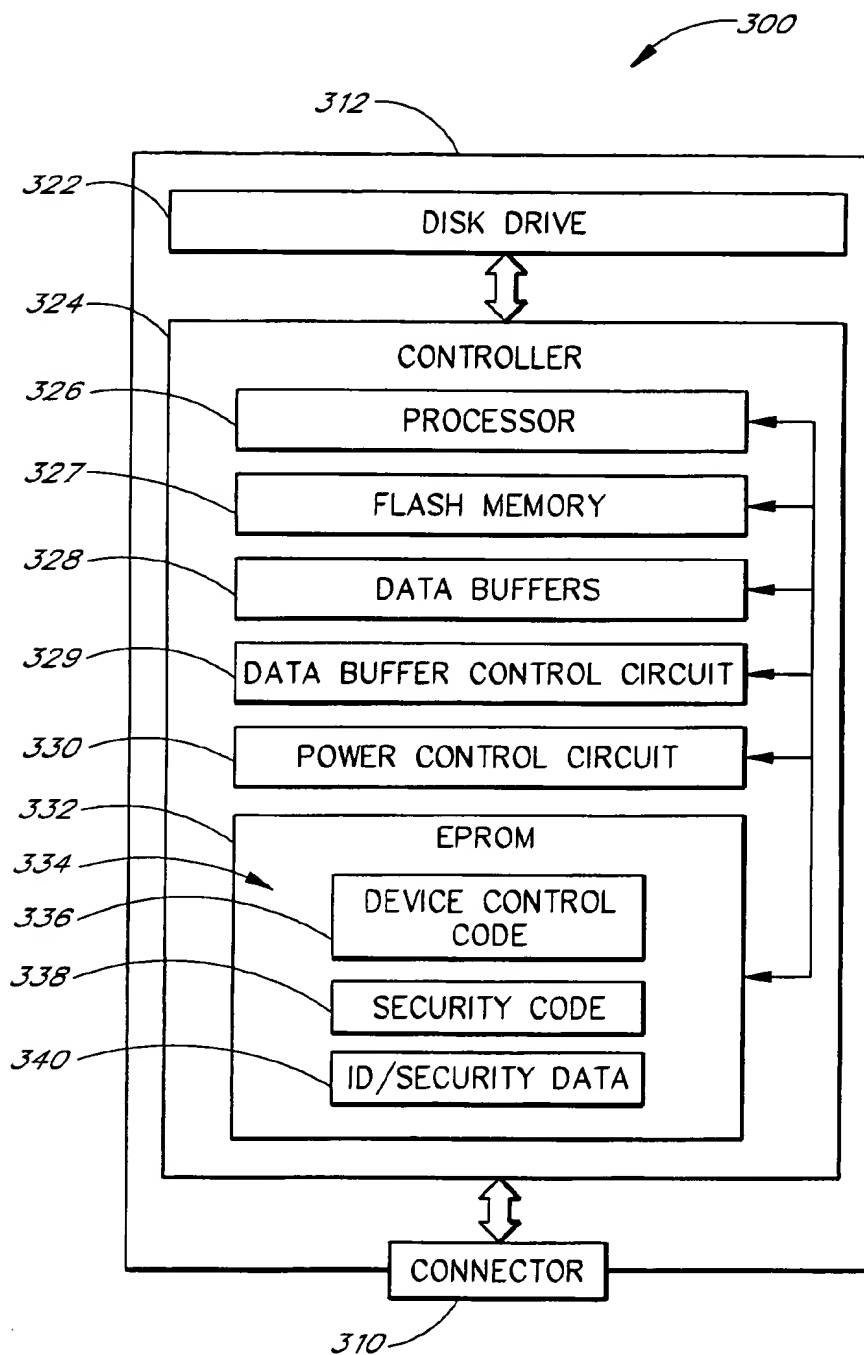 300
312
322
DISK DRIVE
324
CONTROLLER
326
PROCESSOR
327
FLASH MEMORY
328
DATA BUFFERS
329
DATA BUFFER CONTROL CIRCUIT
330
POWER CONTROL CIRCUIT
332
EPROM
334
336
DEVICE CONTROL
CODE
338
SECURITY CODE
340
ID/SECURITY DATA
CONNECTOR
310